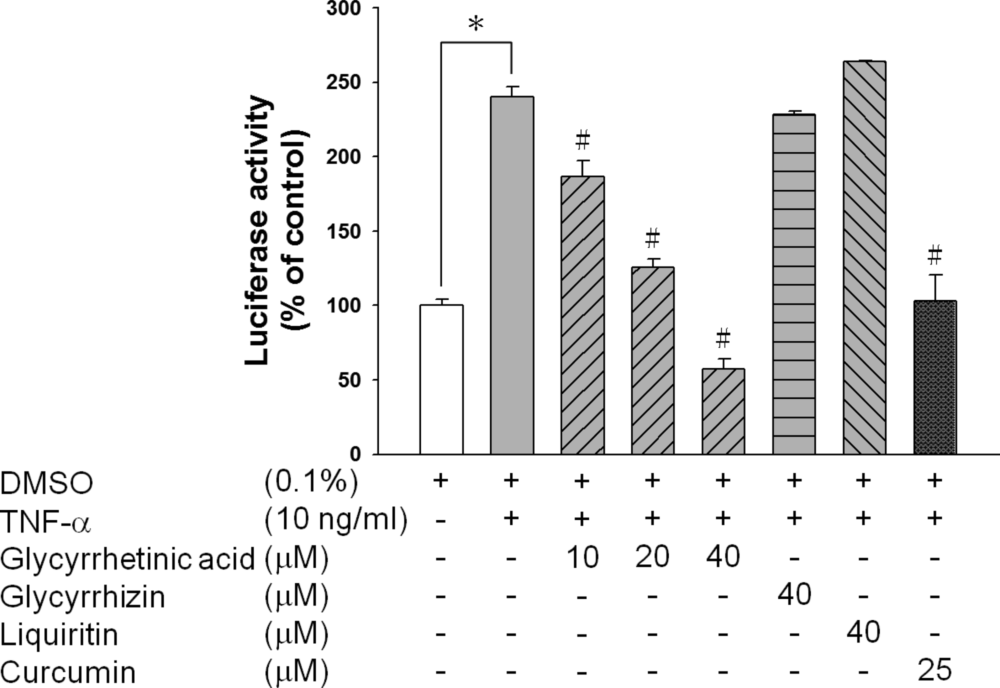 Luciferase activity
(% of control)
300
250
200
150
100
50
0
*
#
#
#
#
DMSO (0.1%) + + + + + + + +
TNF-α (10 ng/ml) - + + + + + + +
Glycyrrhetinic acid (μM) - - 10 20 40 - - -
Glycyrrhizin (μM) - - - - - 40 - -
Liquiritin (μM) - - - - - - 40 -
Curcumin (μM) - - - - - - - 25